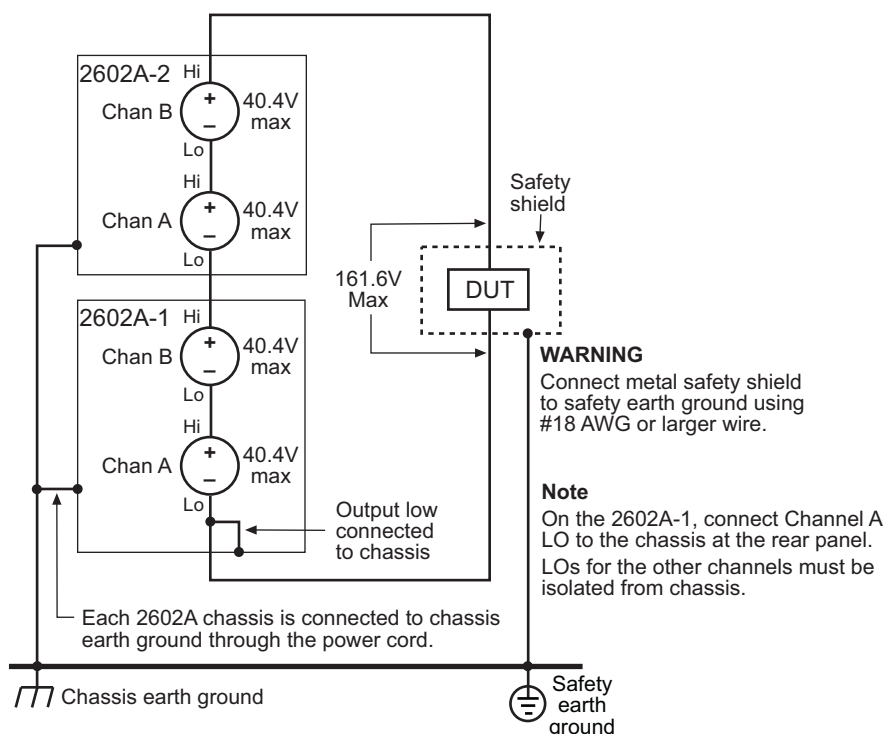 2602A-2
Hi
Chan B
+
–
40.4V
max
Lo
Hi
Chan A
+
–
40.4V
max
Lo
2602A-1
Hi
Chan B
+
–
40.4V
max
Lo
Hi
Chan A
+
–
40.4V
max
Lo
Output low
connected
to chassis
161.6V
Max
Safety
shield
DUT
WARNING
Connect metal safety shield
to safety earth ground using
#18 AWG or larger wire.
Note
On the 2602A-1, connect Channel A
LO to the chassis at the rear panel.
LOs for the other channels must be
isolated from chassis.
Each 2602A chassis is connected to chassis
earth ground through the power cord.
Chassis earth ground
Safety
earth
ground